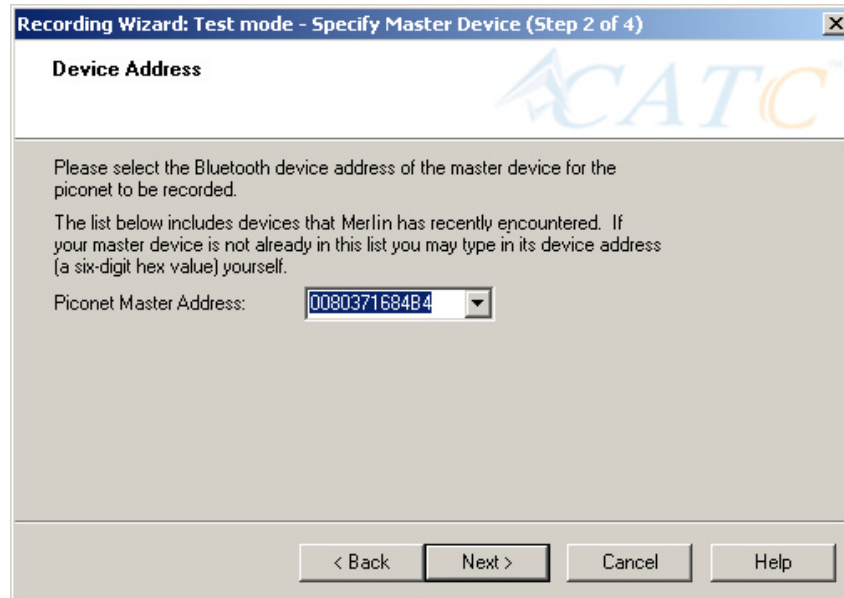 Recording Wizard: Test mode - Specify Master Device (Step 2 of 4)
Device Address
CATC
Please select the Bluetooth device address of the master device for the
piconet to be recorded.
The list below includes devices that Merlin has recently encountered. If
your master device is not already in this list you may type in its device address
(a six-digit hex value) yourself.
Piconet Master Address: 0080371684B4
< Back Next > Cancel Help